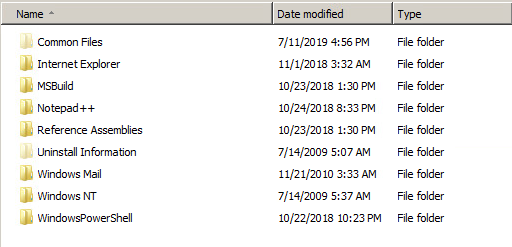 Name Date modified Type
Common Files 7/11/2019 4:56 PM File folder
Internet Explorer 11/1/2018 3:32 AM File folder
MSBuild 10/23/2018 1:30 PM File folder
Notepad++ 10/24/2018 8:33 PM File folder
Reference Assemblies 10/23/2018 1:30 PM File folder
Uninstall Information 7/14/2009 5:07 AM File folder
Windows Mail 11/21/2010 3:33 AM File folder
Windows NT 7/14/2009 5:37 AM File folder
WindowsPowerShell 10/22/2018 10:23 PM File folder